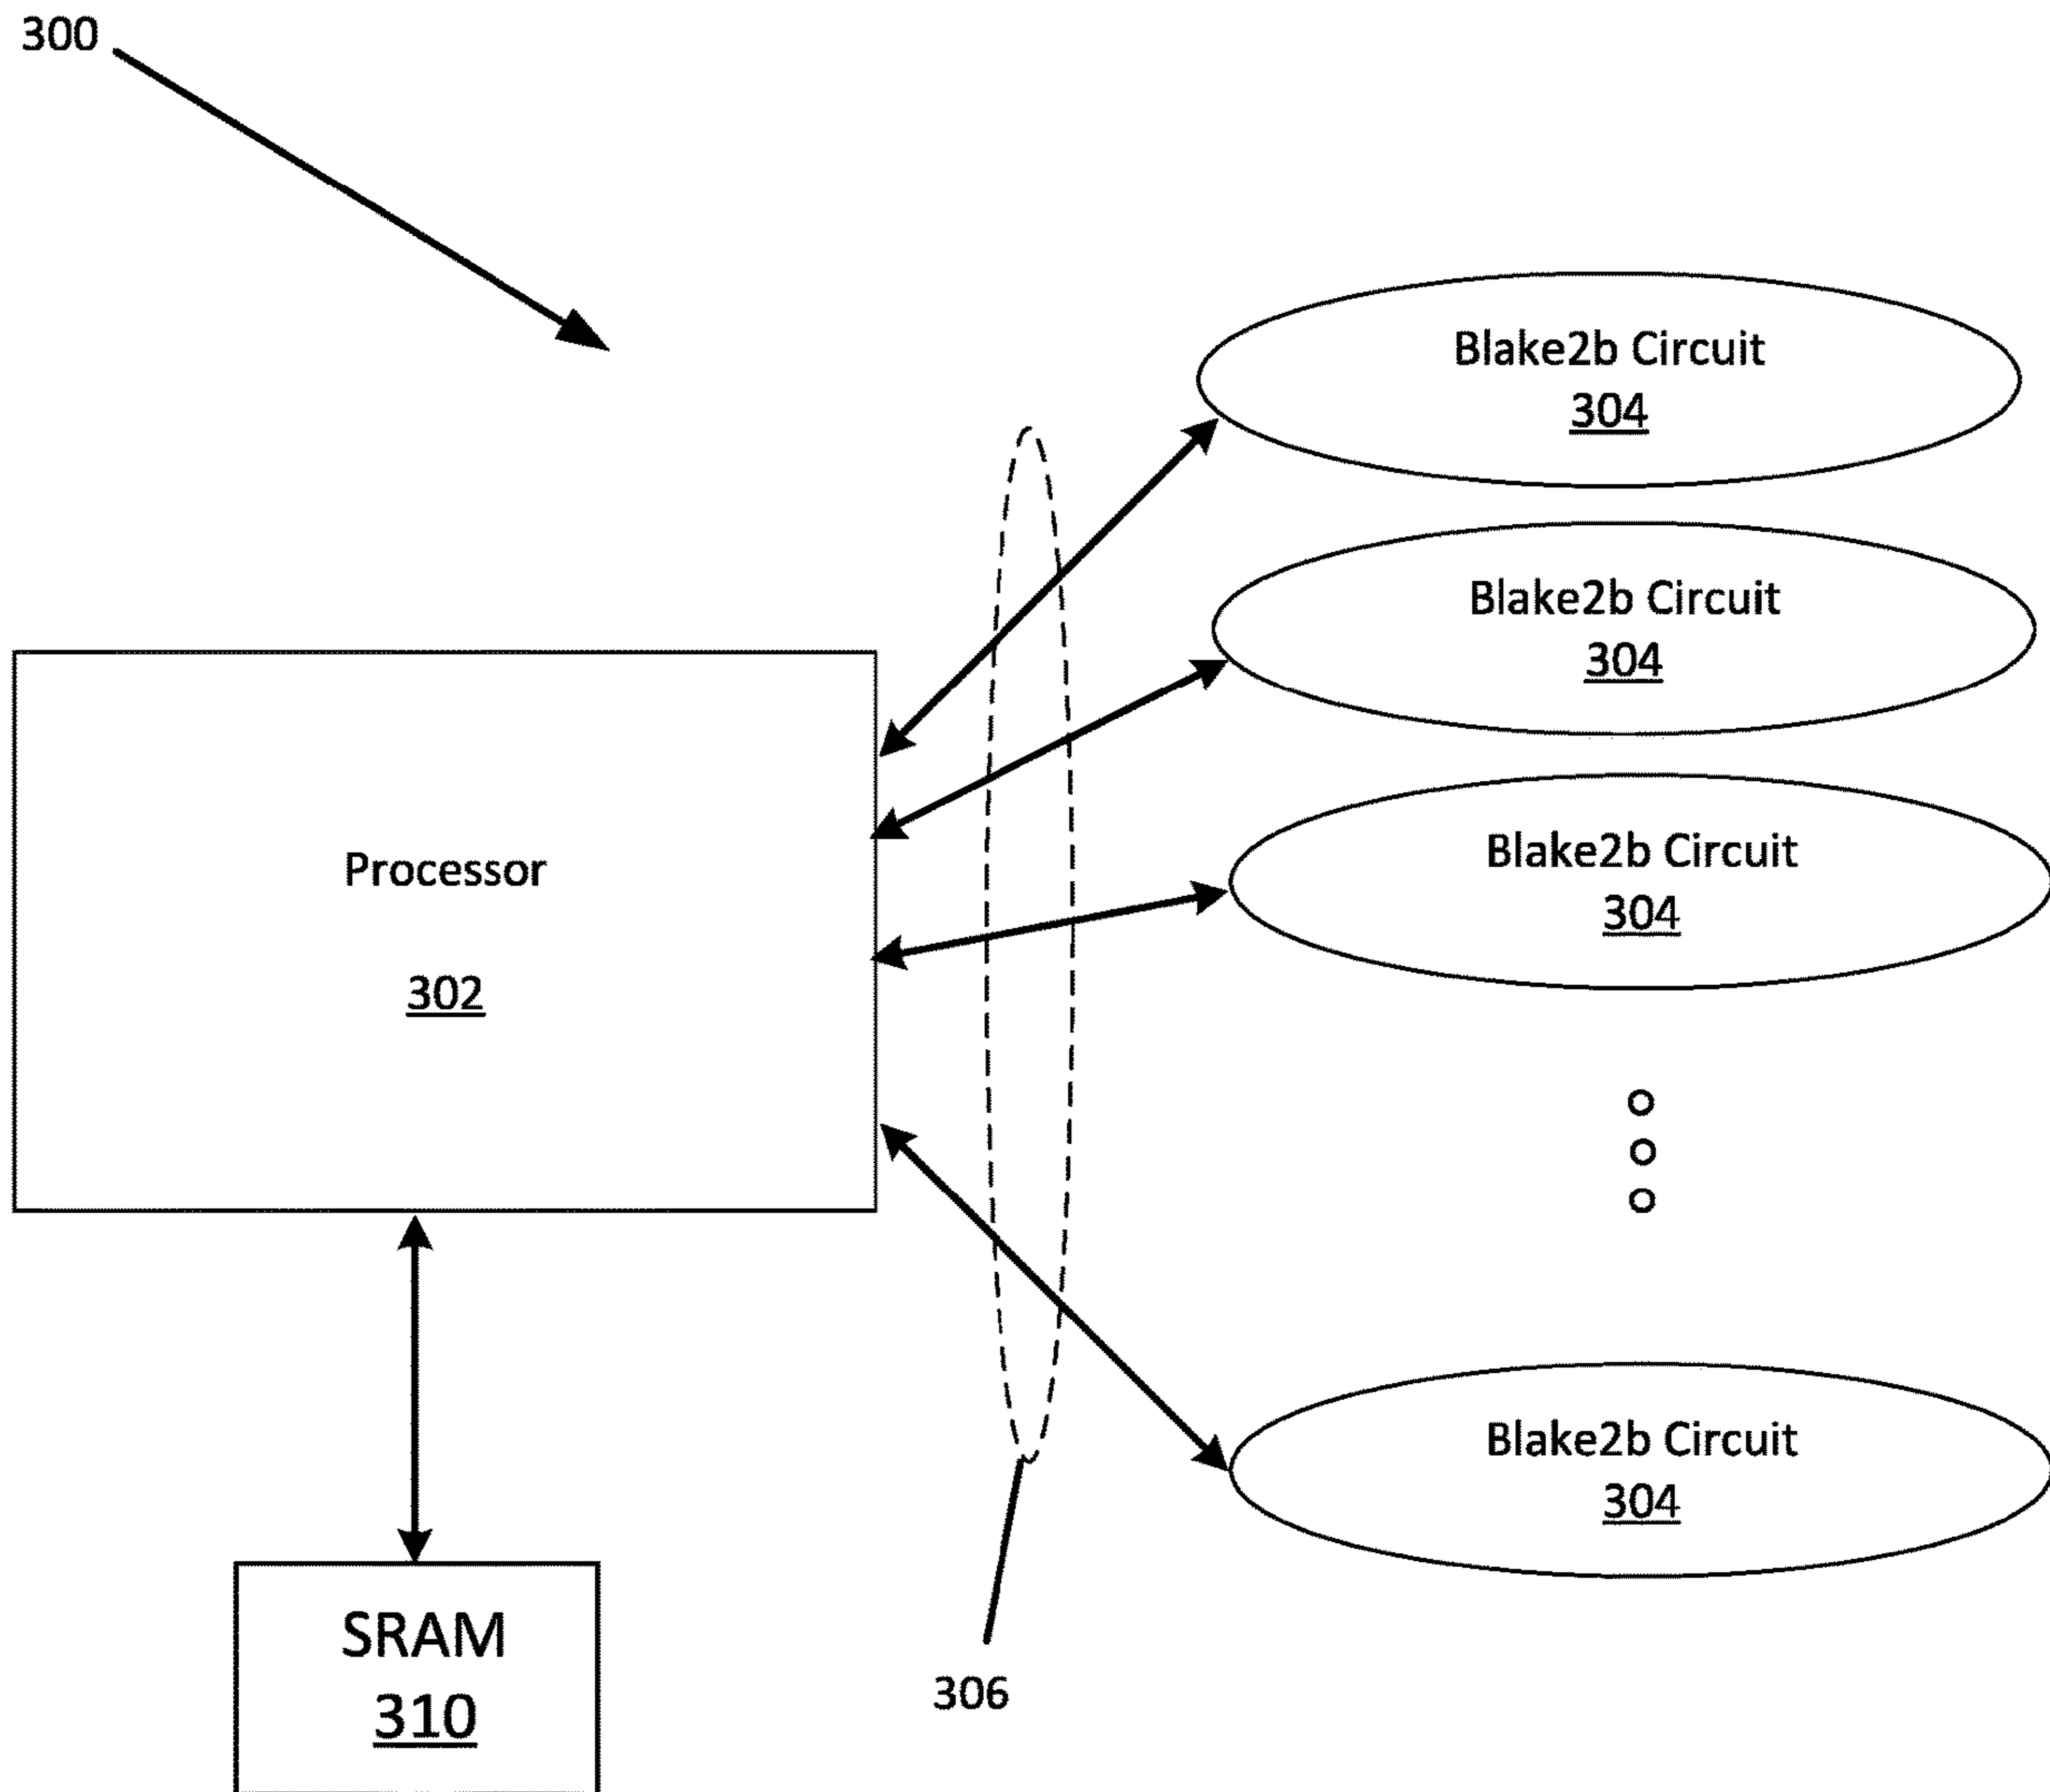 300
Blake2b Circuit
304
Blake2b Circuit
304
Blake2b Circuit
304
Processor
302
Blake2b Circuit
304
SRAM
310
306